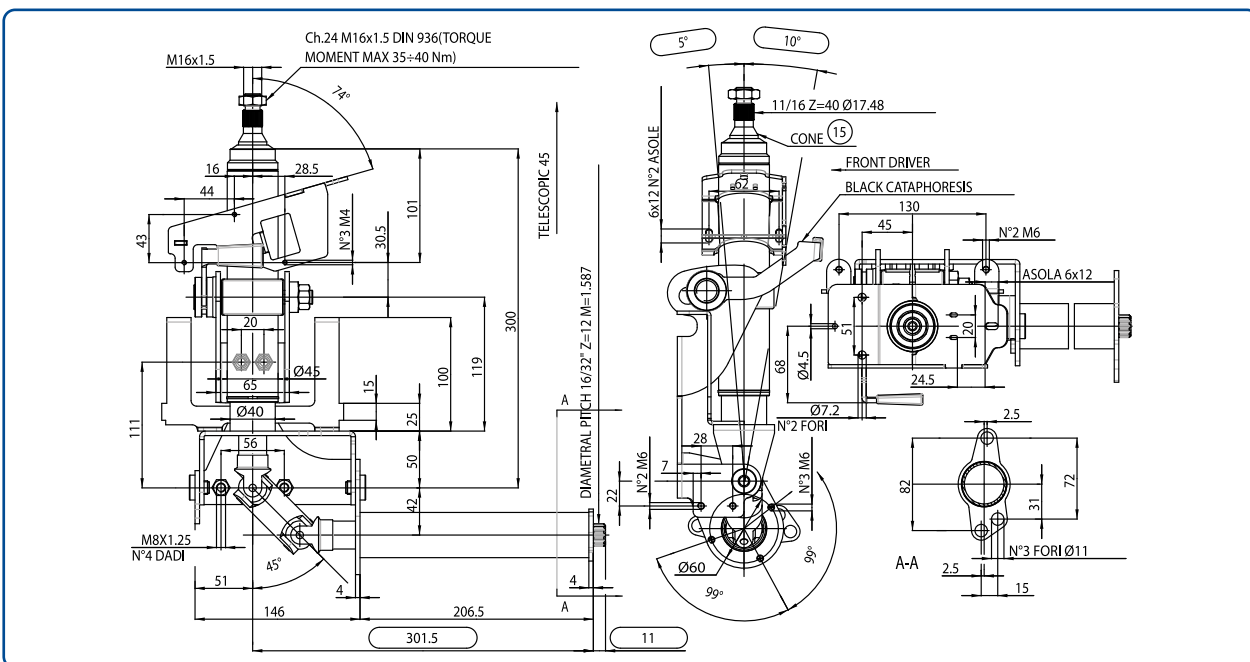 Ch.24 M16x1.5 DIN 936(TORQUE
MOMENT MAX 35÷40 Nm)
M16x1.5
74°
16
28.5
44
43
101
N°3 M4
30.5
300
119
100
20
Ø45
65
15
25
Ø40
111
56
50
42
M8X1.25
N°4 DADI
45°
51
4
146
206.5
301.5
11
4
A
A
TELESCOPIC 45
DIAMETRAL PITCH 16/32" Z=12 M=1.587
5°
10°
11/16 Z=40 Ø17.48
CONE 15
6x12 N°2 ASOLE
62
FRONT DRIVER
BLACK CATAPHORESIS
28
7
N°2 M6
22
N°3 M6
Ø60
99°
99°
130
45
N°2 M6
ASOLA 6x12
51
20
Ø4.5
68
24.5
Ø7.2
N°2 FORI
2.5
82
72
31
N°3 FORI Ø11
A-A
2.5
15